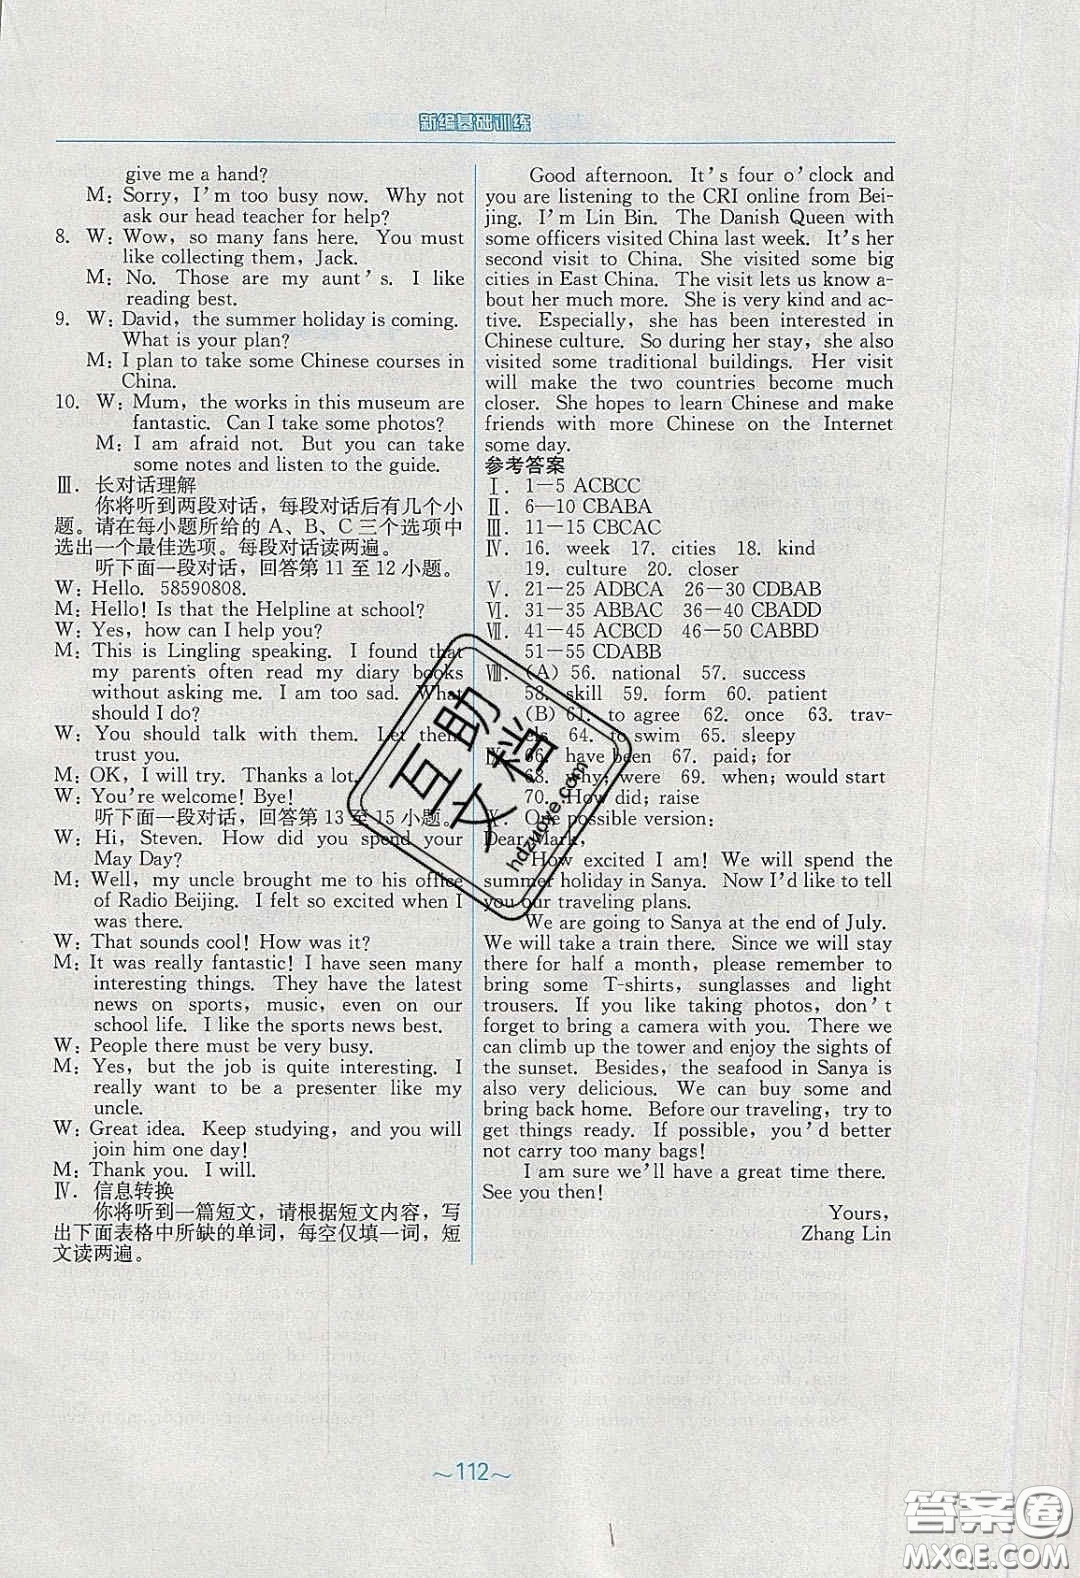 新编基础训练
give me a hand?
M: Sorry, I'm too busy now. Why not
ask our head teacher for help?
8. W: Wow, so many fans here. You must
like collecting them, Jack.
M: No. Those are my aunt's. I like
reading best.
9. W: David, the summer holiday is coming.
What is your plan?
M: I plan to take some Chinese courses in
China.
10. W: Mum, the works in this museum are
fantastic. Can I take some photos?
M: I am afraid not. But you can take
some notes and listen to the guide.
Ⅲ. 长对话理解
你将听到两段对话，每段对话后有几个小
题。请在每小题所给的 A、B、C 三个选项中
选出一个最佳选项。每段对话读两遍。
听下面一段对话，回答第 11 至 12 小题。
W: Hello. 58590808.
M: Hello! Is that the Helpline at school?
W: Yes, how can I help you?
M: This is Lingling speaking. I found that
my parents often read my diary books
without asking me. I am too sad. What
should I do?
W: You should talk with them. Let them
trust you.
M: OK, I will try. Thanks a lot.
W: You're welcome! Bye!
听下面一段对话，回答第 13 至 15 小题。
W: Hi, Steven. How did you spend your
May Day?
M: Well, my uncle brought me to his office
of Radio Beijing. I felt so excited when I
was there.
W: That sounds cool! How was it?
M: It was really fantastic! I have seen many
interesting things. They have the latest
news on sports, music, even on our
school life. I like the sports news best.
W: People there must be very busy.
M: Yes, but the job is quite interesting. I
really want to be a presenter like my
uncle.
W: Great idea. Keep studying, and you will
join him one day!
M: Thank you. I will.
Ⅳ. 信息转换
你将听到一篇短文，请根据短文内容，写
出下面表格中所缺的单词，每空仅填一词，短
文读两遍。
Good afternoon. It's four o'clock and
you are listening to the CRI online from Bei-
jing. I'm Lin Bin. The Danish Queen with
some officers visited China last week. It's her
second visit to China. She visited some big
cities in East China. The visit lets us know a-
bout her much more. She is very kind and ac-
tive. Especially, she has been interested in
Chinese culture. So during her stay, she also
visited some traditional buildings. Her visit
will make the two countries become much
closer. She hopes to learn Chinese and make
friends with more Chinese on the Internet
some day.
参考答案
Ⅰ. 1—5 ACBCC
Ⅱ. 6—10 CBABA
Ⅲ. 11—15 CBCAC
Ⅳ. 16. week 17. cities 18. kind
19. culture 20. closer
Ⅴ. 21—25 ADBCA 26—30 CDBAB
Ⅵ. 31—35 ABBAC 36—40 CBADD
Ⅶ. 41—45 ACBCD 46—50 CABBD
51—55 CDABB
Ⅷ. (A) 56. national 57. success
58. skill 59. form 60. patient
(B) 61. to agree 62. once 63. trav-
els 64. to swim 65. sleepy
Ⅸ. 66. have been 67. paid; for
68. why; were 69. when; would start
70. How did; raise
Ⅹ. One possible version:
Dear Mark,
How excited I am! We will spend the
summer holiday in Sanya. Now I'd like to tell
you our traveling plans.
We are going to Sanya at the end of July.
We will take a train there. Since we will stay
there for half a month, please remember to
bring some T-shirts, sunglasses and light
trousers. If you like taking photos, don't
forget to bring a camera with you. There we
can climb up the tower and enjoy the sights of
the sunset. Besides, the seafood in Sanya is
also very delicious. We can buy some and
bring back home. Before our traveling, try to
get things ready. If possible, you'd better
not carry too many bags!
I am sure we'll have a great time there.
See you then!
Yours,
Zhang Lin
互助
文档
hdzuoye.com
～112～
答案圈
MXQE.COM